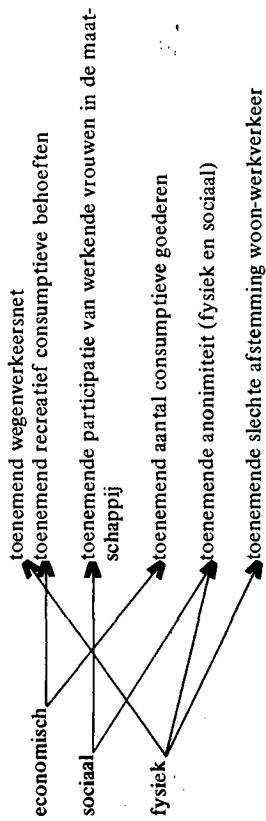 economisch
sociaal
fysiek
toenemend wegenverkeersnet
toenemend recreatief consumptieve behoeften
toenemende participatie van werkende vrouwen in de maat-
schappij
toenemend aantal consumptieve goederen
toenemende anonimiteit (fysiek en sociaal)
toenemende slechte afstemming woon-werkverkeer